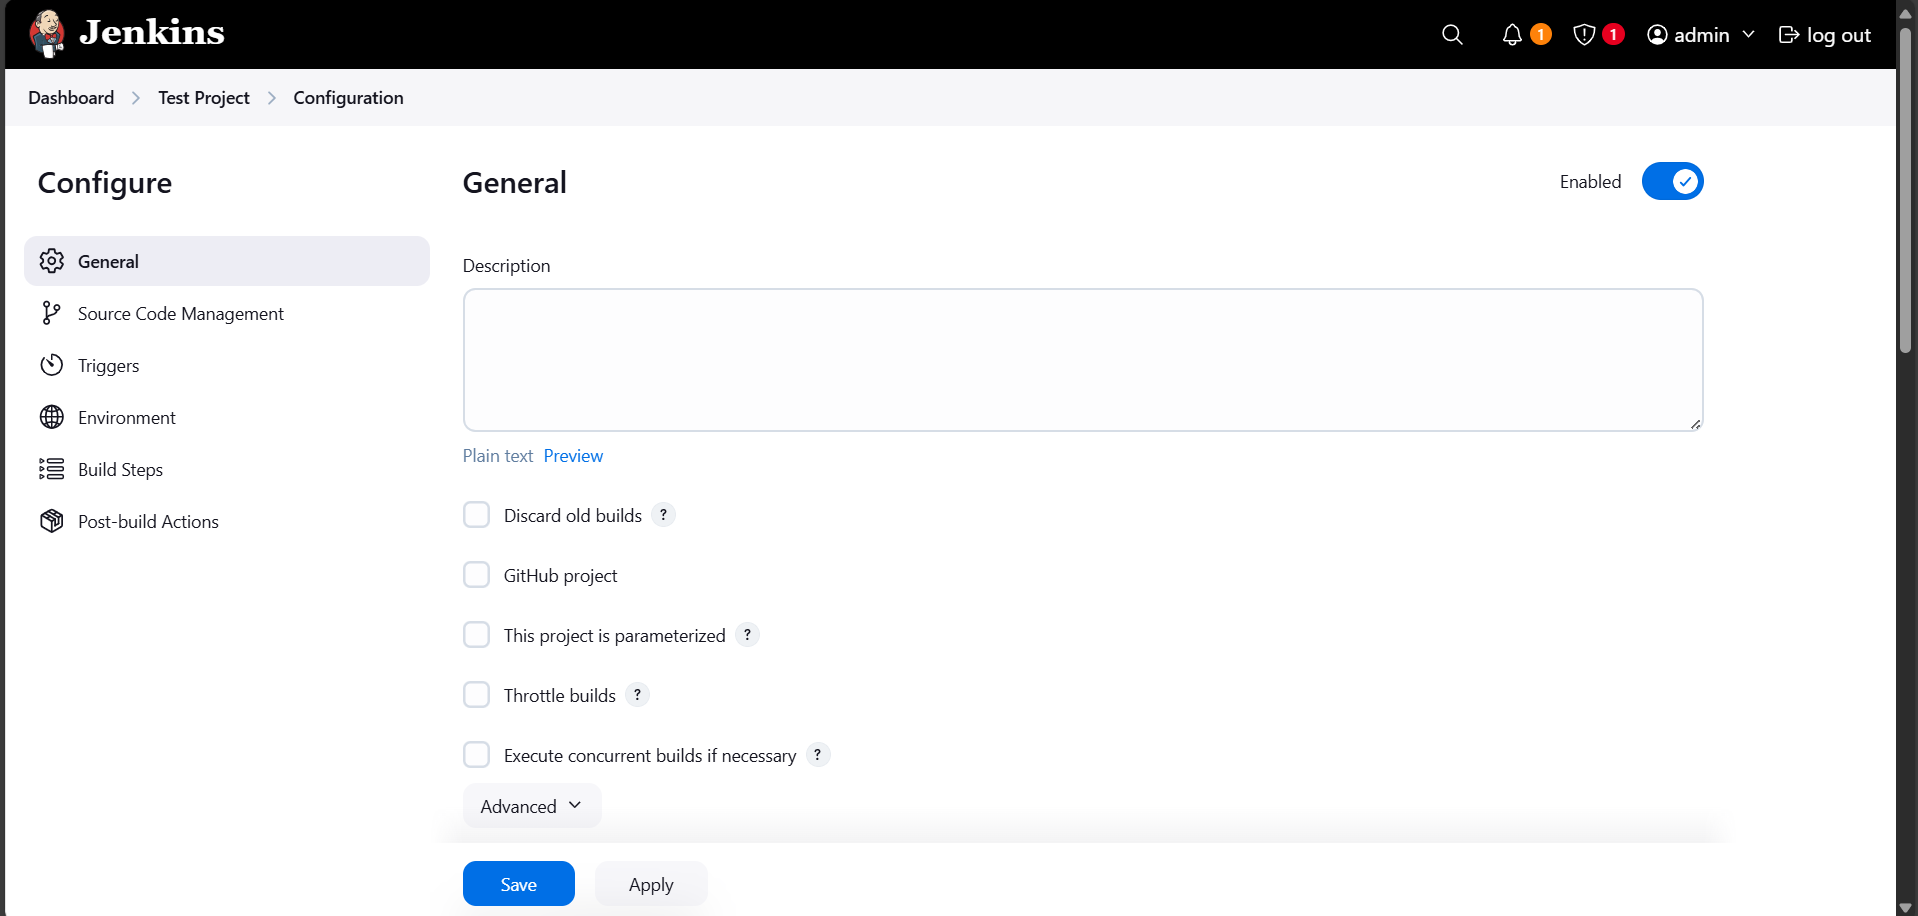 Jenkins
1
1
admin
log out
Dashboard
Test Project
Configuration
Configure
General
Source Code Management
Triggers
Environment
Build Steps
Post-build Actions
General
Enabled
Description
Plain text Preview
Discard old builds ?
GitHub project
This project is parameterized ?
Throttle builds ?
Execute concurrent builds if necessary ?
Advanced
Save
Apply